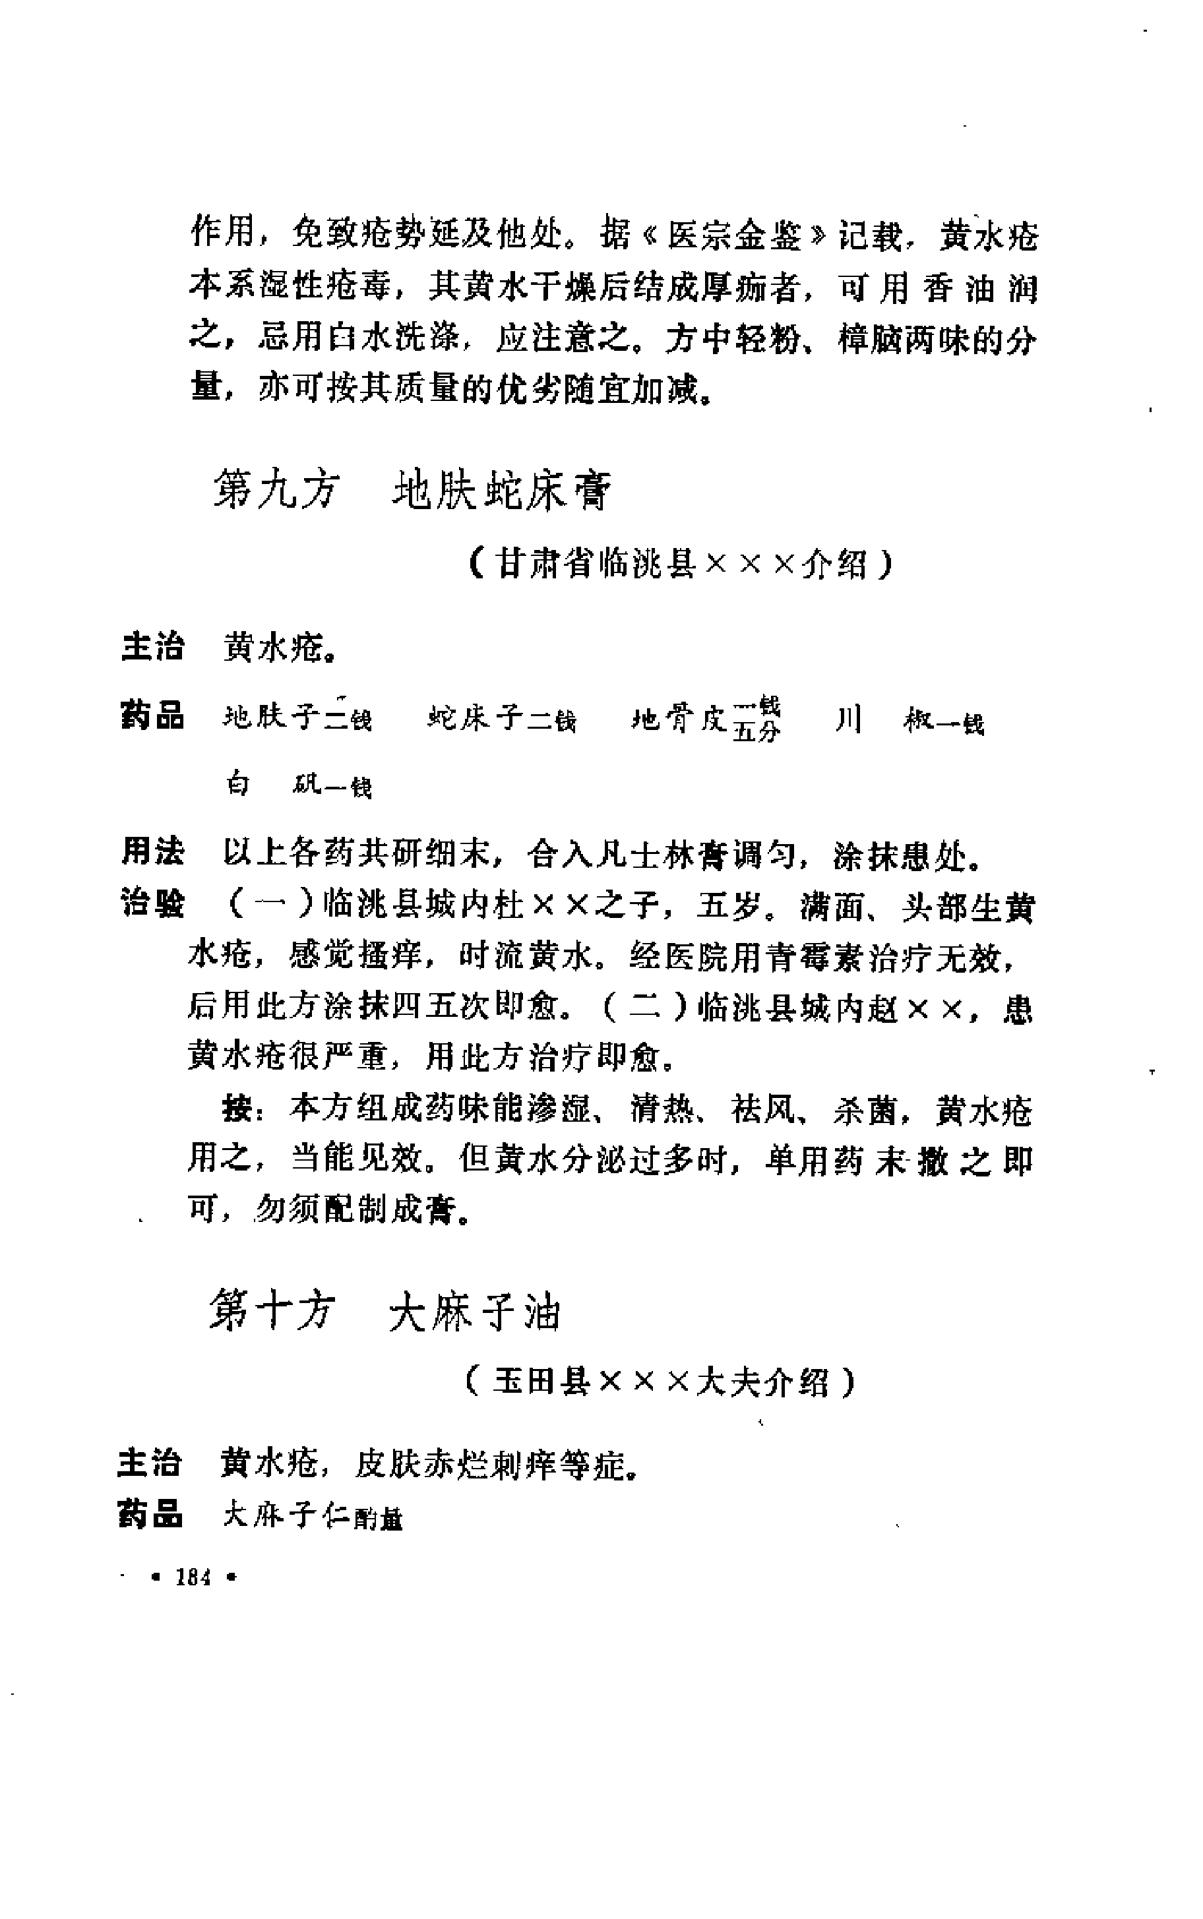 作用，免致疮势延及他处。据《医宗金鉴》记载，黄水疮
本系湿性疮毒，其黄水干燥后结成厚痂者，可用香油润
之，忌用白水洗涤，应注意之。方中轻粉、樟脑两味的分
量，亦可按其质量的优劣随宜加减。
第九方　地肤蛇床膏
（甘肃省临洮县×××介绍）
主治　黄水疮。
药品　地肤子二钱　蛇床子二钱　地骨皮一钱五分　川　椒一钱
白　矾一钱
用法　以上各药共研细末，合入凡士林膏调匀，涂抹患处。
治验　（一）临洮县城内杜××之子，五岁。满面、头部生黄
水疮，感觉搔痒，时流黄水。经医院用青霉素治疗无效，
后用此方涂抹四五次即愈。（二）临洮县城内赵××，患
黄水疮很严重，用此方治疗即愈。
按：本方组成药味能渗湿、清热、祛风、杀菌，黄水疮
用之，当能见效。但黄水分泌过多时，单用药末撒之即
可，勿须配制成膏。
第十方　大麻子油
（玉田县×××大夫介绍）
主治　黄水疮，皮肤赤烂刺痒等症。
药品　大麻子仁酌量
• 184 •